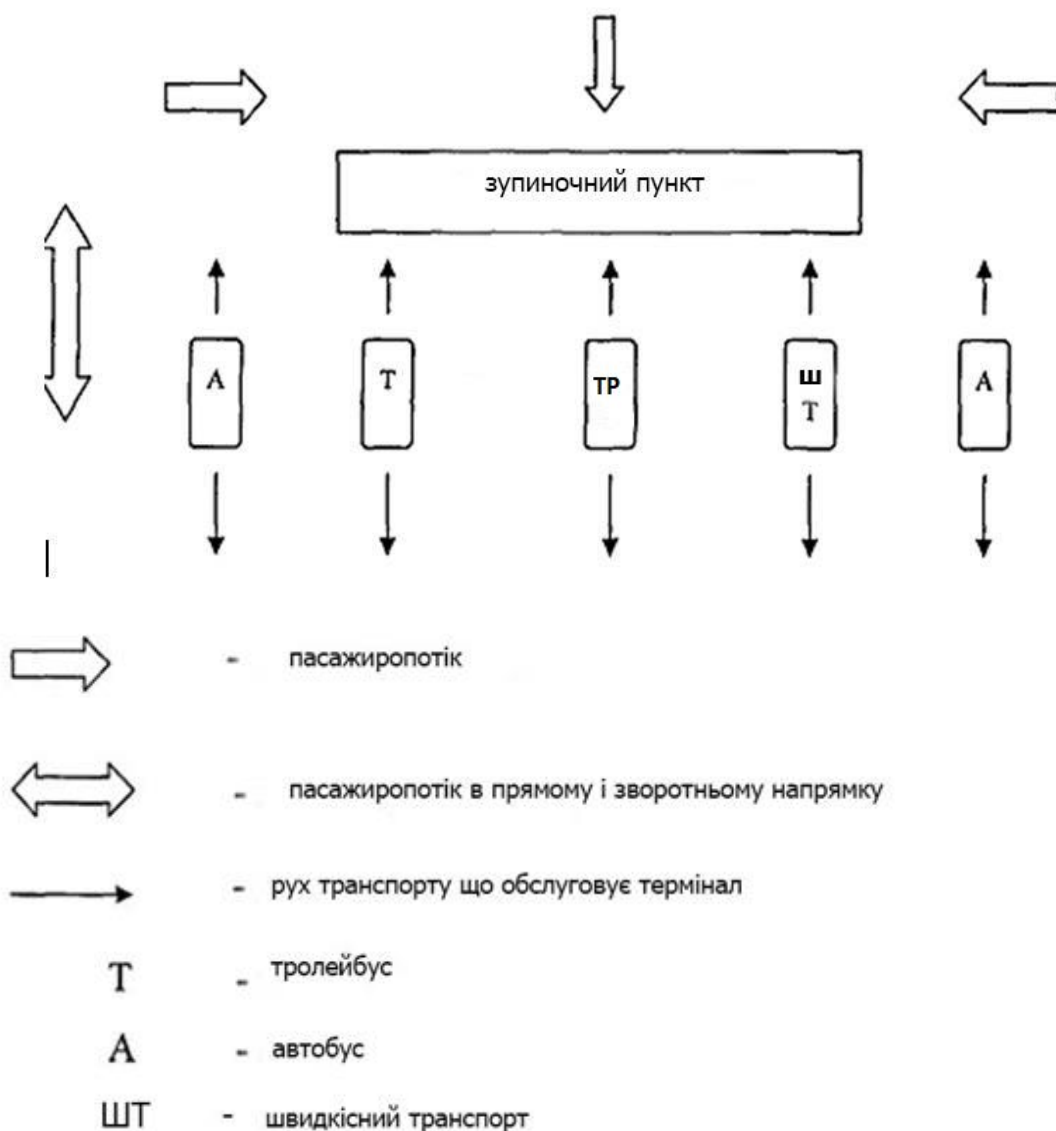 зупиночний пункт
А Т ТР Ш Т А
- пасажиропотік
- пасажиропотік в прямому і зворотньому напрямку
- рух транспорту що обслуговує термінал
Т - тролейбус
А - автобус
ШТ - швидкісний транспорт